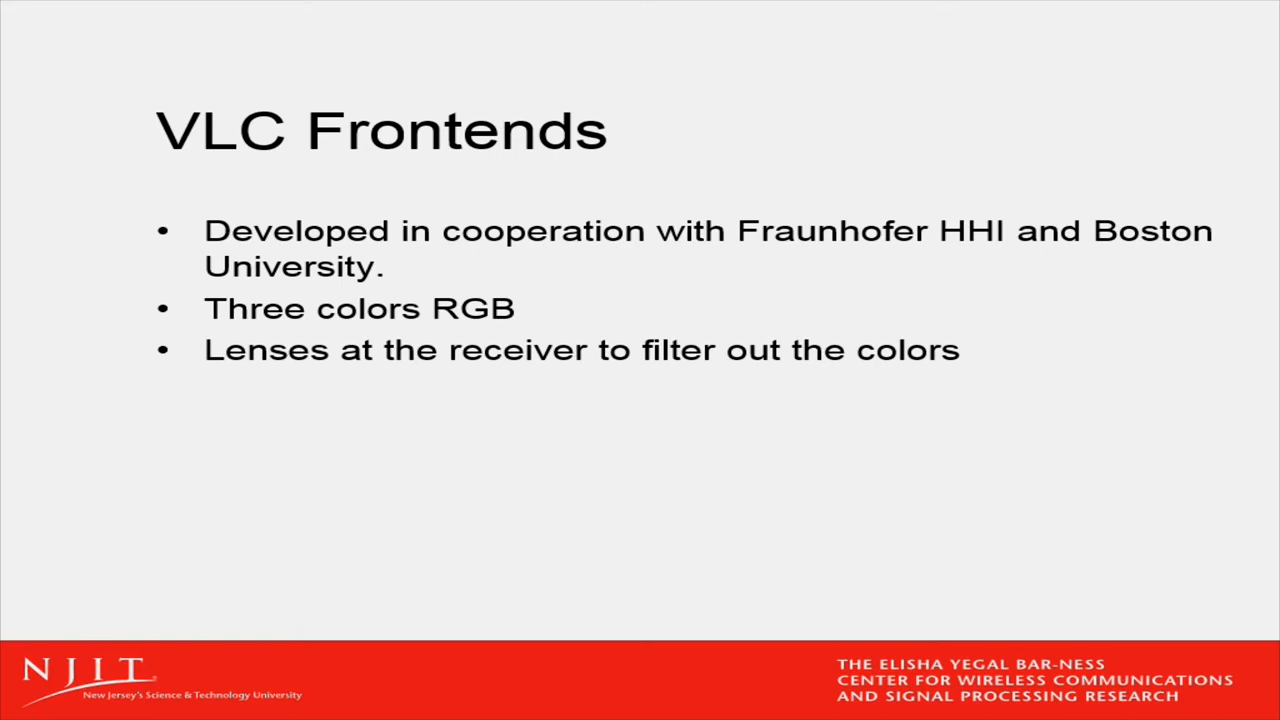 VLC Frontends
• Developed in cooperation with Fraunhofer HHI and Boston
University.
• Three colors RGB
• Lenses at the receiver to filter out the colors
NJIT
New Jersey's Science & Technology University
THE ELISHA YEGAL BAR-NESS
CENTER FOR WIRELESS COMMUNICATIONS
AND SIGNAL PROCESSING RESEARCH